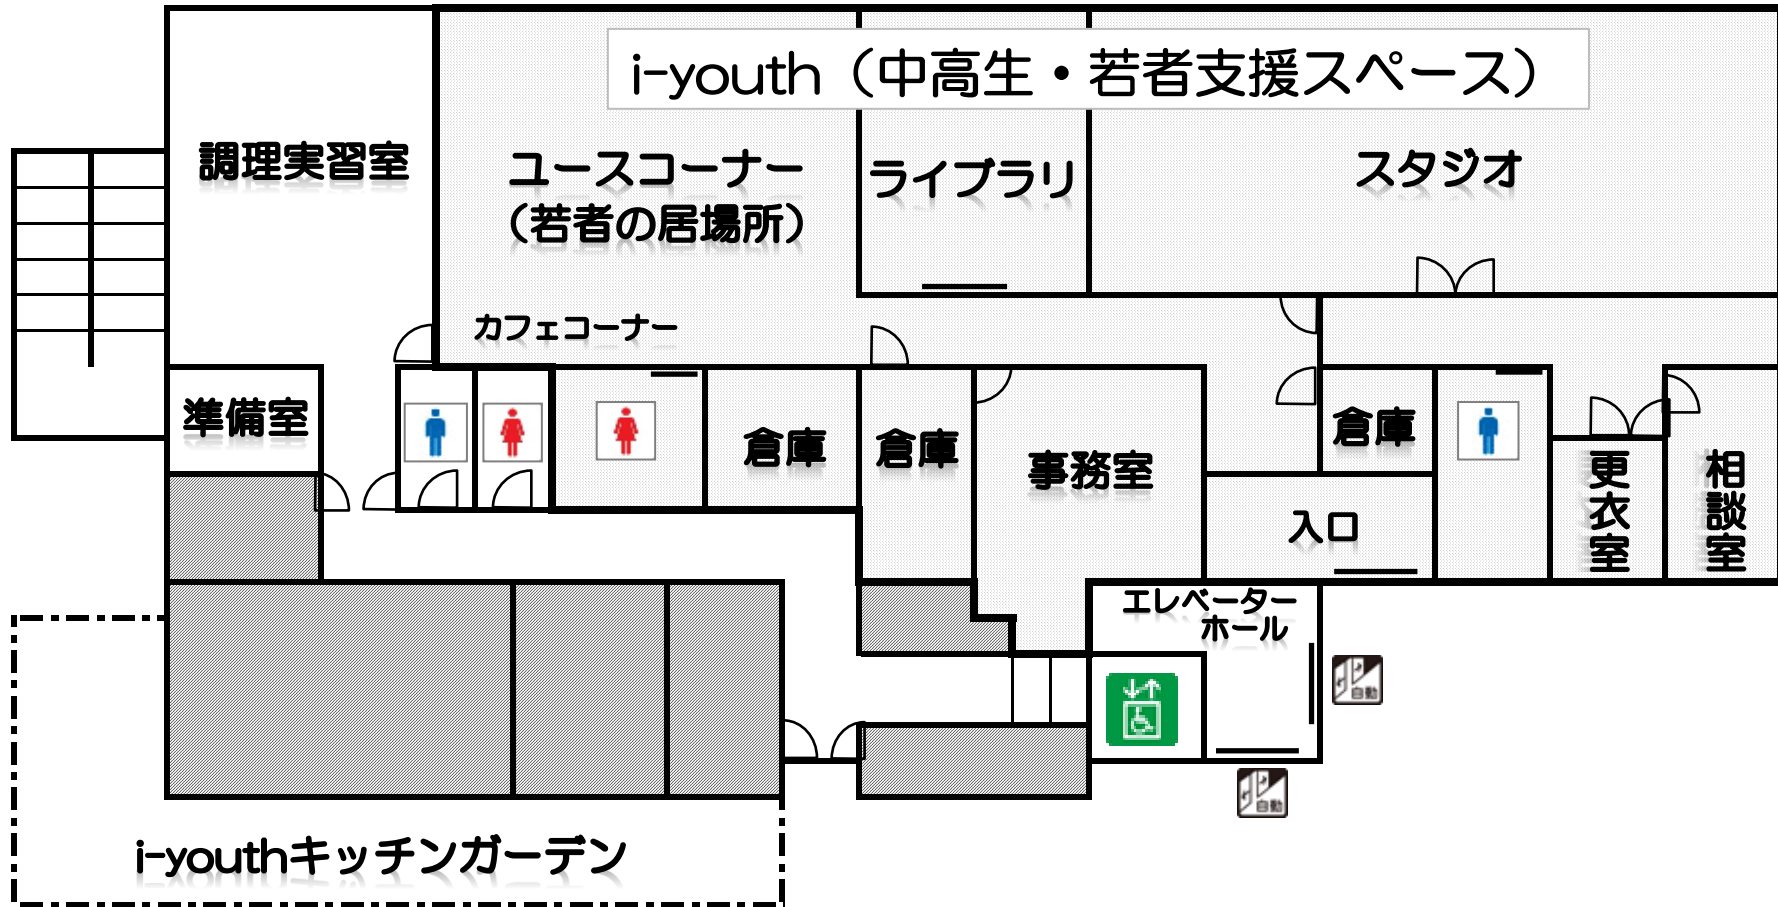 i-youth（中高生・若者支援スペース）
調理実習室
ユースコーナー
（若者の居場所）
ライブラリ
スタジオ
カフェコーナー
準備室
倉庫
倉庫
事務室
倉庫
更衣室
相談室
入口
エレベーター
ホール
自動
自動
i-youthキッチンガーデン